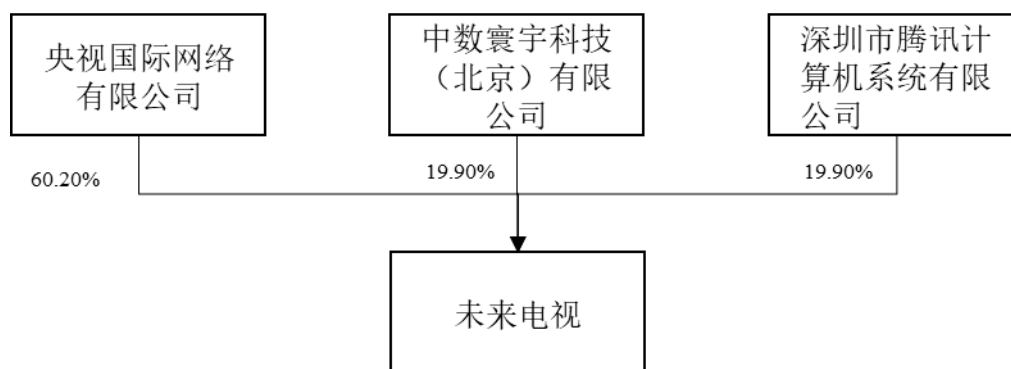 央视国际网络
有限公司
中数寰宇科技
（北京）有限
公司
深圳市腾讯计
算机系统有限
公司
60.20%
19.90%
19.90%
未来电视